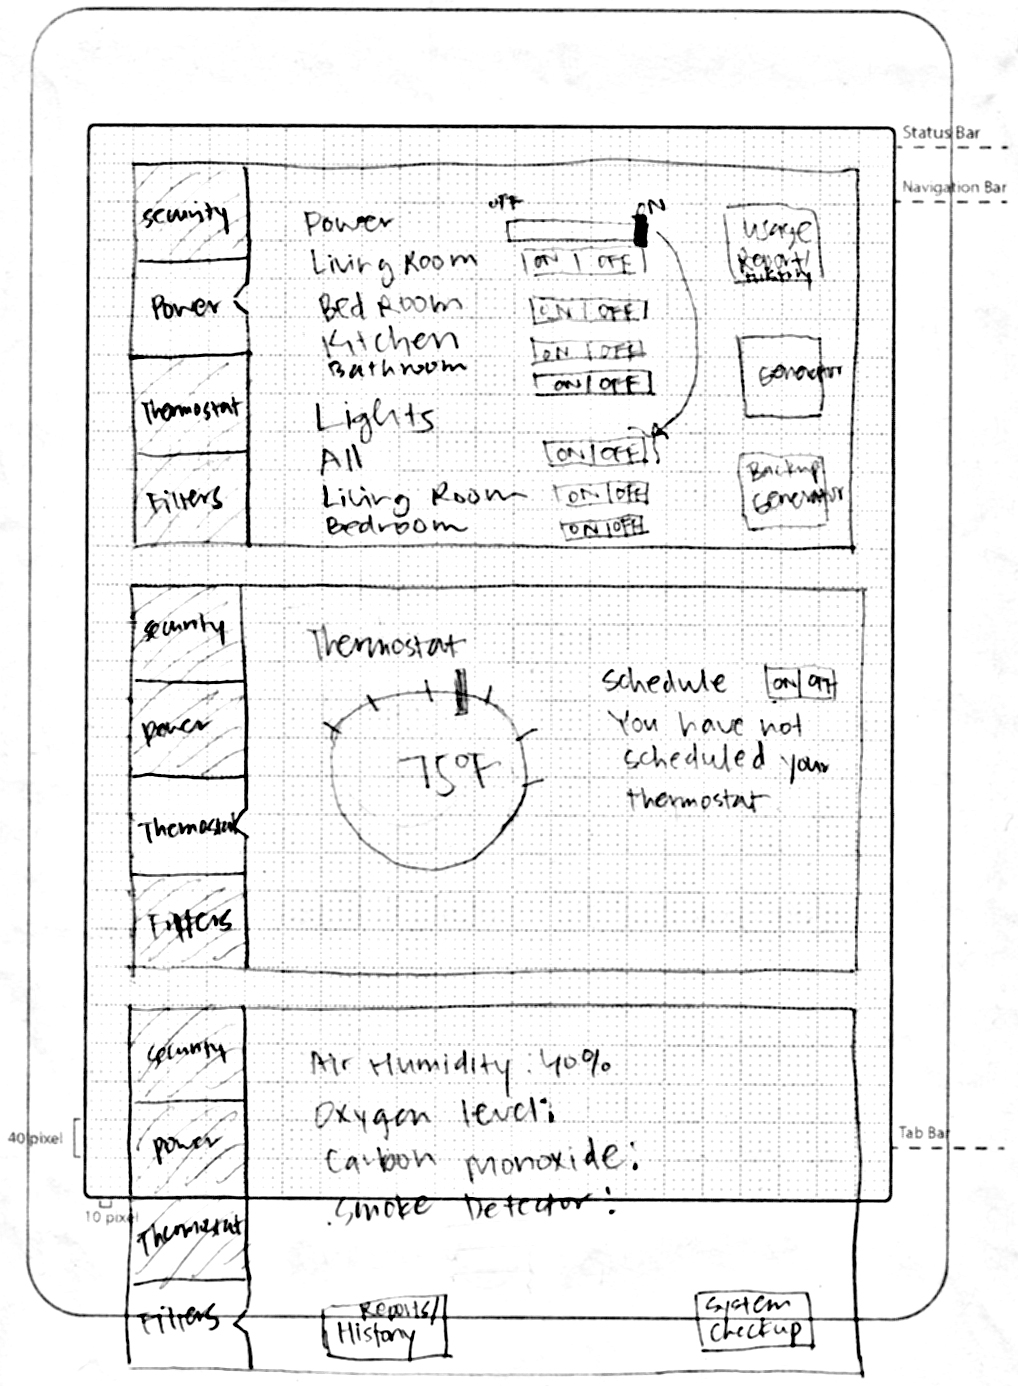 Status Bar
Navigation Bar
security
Power
Thermostat
Filters
Power
OFF
ON
Living Room ON OFF
Bed Room ON OFF
Kitchen ON OFF
Bathroom ON OFF
Lights
All ON OFF
Living Room ON OFF
Bedroom ON OFF
Usage
Report/
History
Generator
Backup
Generator
security
power
Thermostat
Filters
Thermostat
75°F
schedule ON OFF
You have not
scheduled your
thermostat
security
power
Thermostat
Filters
Air Humidity: 40%
Oxygen level:
Carbon monoxide:
Smoke Detector:
Reports/
History
System
Checkup
40 pixel
10 pixel
Tab Bar